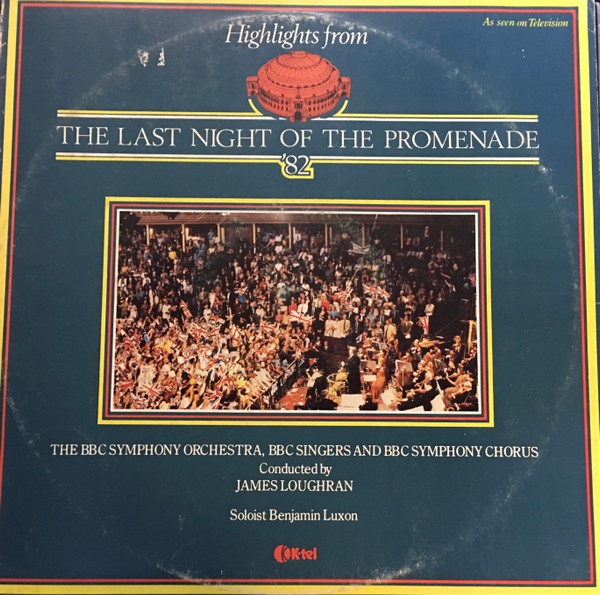 As seen on Television
Highlights from
THE LAST NIGHT OF THE PROMENADE
'82
THE BBC SYMPHONY ORCHESTRA, BBC SINGERS AND BBC SYMPHONY CHORUS
Conducted by
JAMES LOUGHRAN
Soloist Benjamin Luxon
K-tel